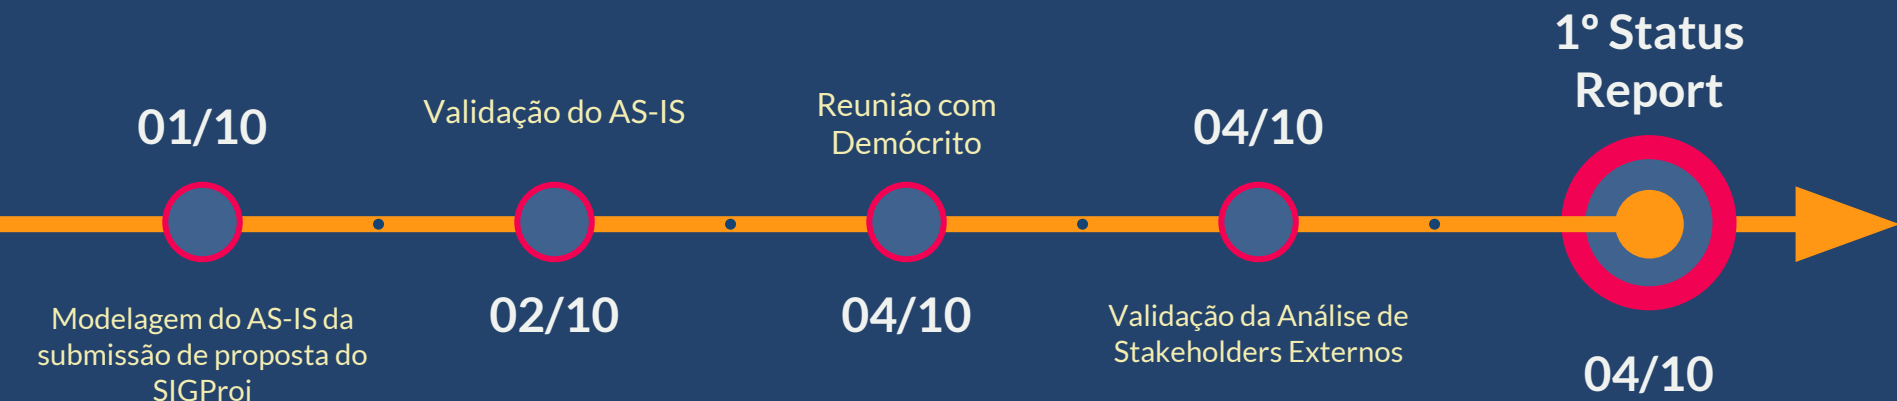 01/10
Modelagem do AS-IS da
submissão de proposta do
SIGProj
Validação do AS-IS
02/10
Reunião com
Demócrito
04/10
04/10
Validação da Análise de
Stakeholders Externos
1º Status
Report
04/10